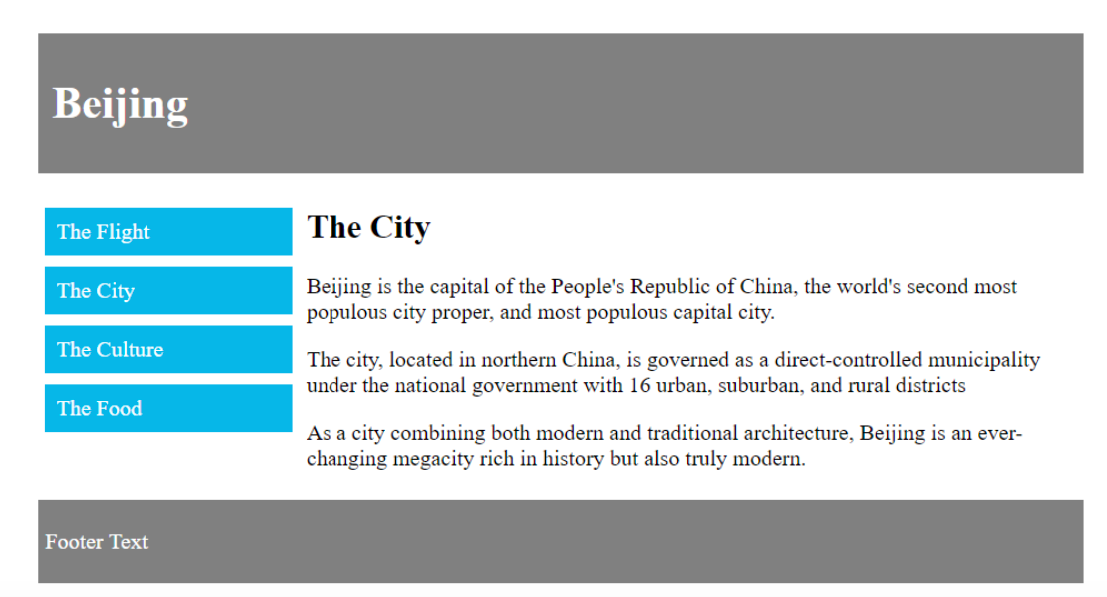 Beijing
The Flight
The City
The Culture
The Food
The City
Beijing is the capital of the People's Republic of China, the world's second most
populous city proper, and most populous capital city.
The city, located in northern China, is governed as a direct-controlled municipality
under the national government with 16 urban, suburban, and rural districts
As a city combining both modern and traditional architecture, Beijing is an ever-
changing megacity rich in history but also truly modern.
Footer Text